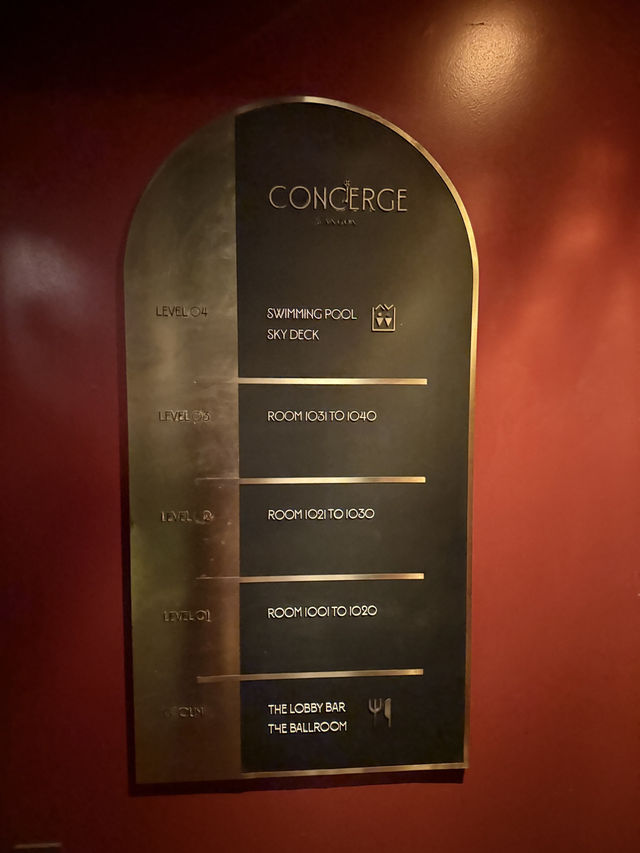 CONCIERGE
LEVEL 04
SWIMMING POOL
SKY DECK
LEVEL 03
ROOM 1031 TO 1040
LEVEL 02
ROOM 1021 TO 1030
LEVEL 01
ROOM 1001 TO 1020
THE LOBBY BAR
THE BALLROOM